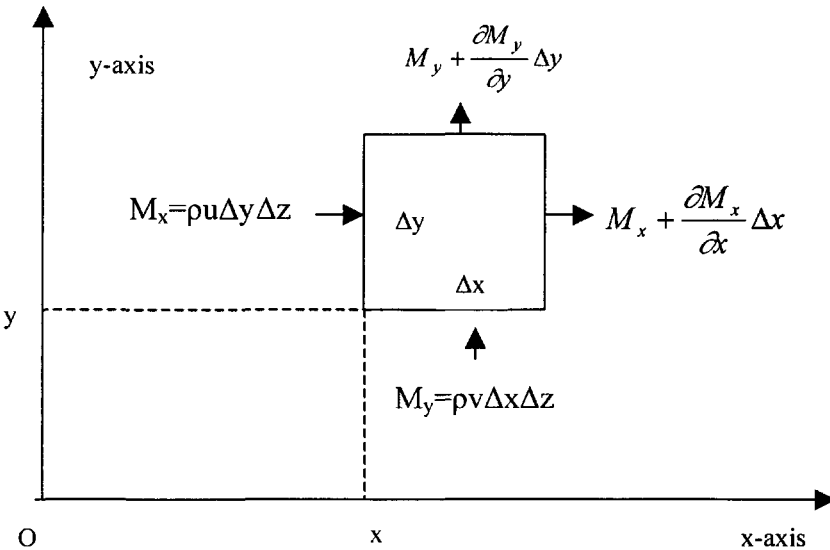 y-axis
M_y + ∂M_y/∂y Δy
M_x=ρuΔyΔz
Δy
M_x + ∂M_x/∂x Δx
Δx
y
M_y=ρvΔxΔz
O
x
x-axis